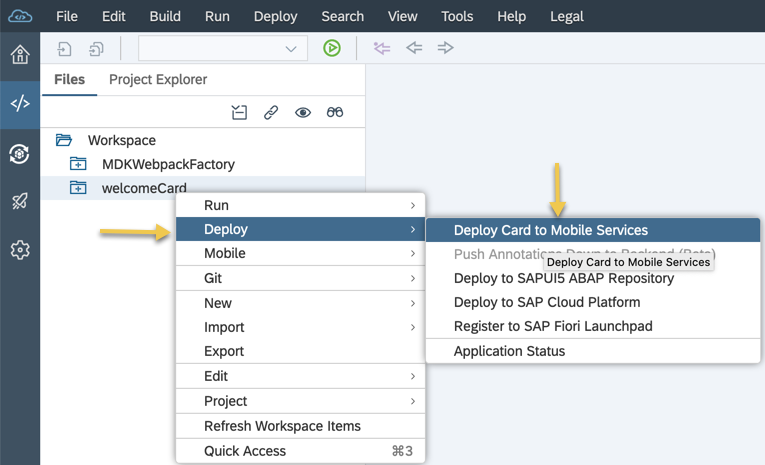 File Edit Build Run Deploy Search View Tools Help Legal
Files Project Explorer
Workspace
MDKWebpackFactory
welcomeCard
Run
Deploy
Mobile
Git
New
Import
Export
Edit
Project
Refresh Workspace Items
Quick Access ⌘3
Deploy Card to Mobile Services
Push Annotations Down to Backend (Beta)
Deploy Card to Mobile Services
Deploy to SAPUI5 ABAP Repository
Deploy to SAP Cloud Platform
Register to SAP Fiori Launchpad
Application Status